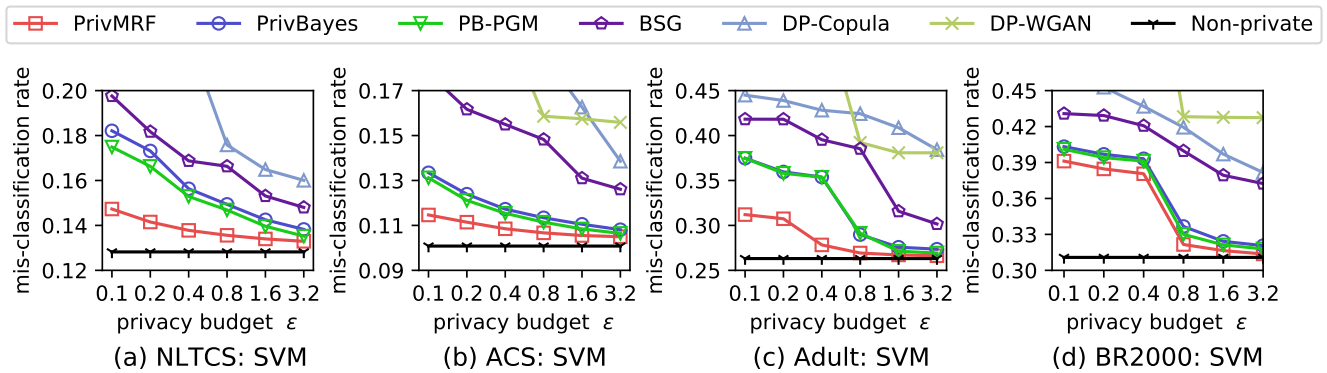 PrivMRF PrivBayes PB-PGM BSG DP-Copula DP-WGAN Non-private
mis-classification rate
0.20
0.18
0.16
0.14
0.12
0.1 0.2 0.4 0.8 1.6 3.2
privacy budget ε
(a) NLTCS: SVM
mis-classification rate
0.17
0.15
0.13
0.11
0.09
0.1 0.2 0.4 0.8 1.6 3.2
privacy budget ε
(b) ACS: SVM
mis-classification rate
0.45
0.40
0.35
0.30
0.25
0.1 0.2 0.4 0.8 1.6 3.2
privacy budget ε
(c) Adult: SVM
mis-classification rate
0.45
0.42
0.39
0.36
0.33
0.30
0.1 0.2 0.4 0.8 1.6 3.2
privacy budget ε
(d) BR2000: SVM